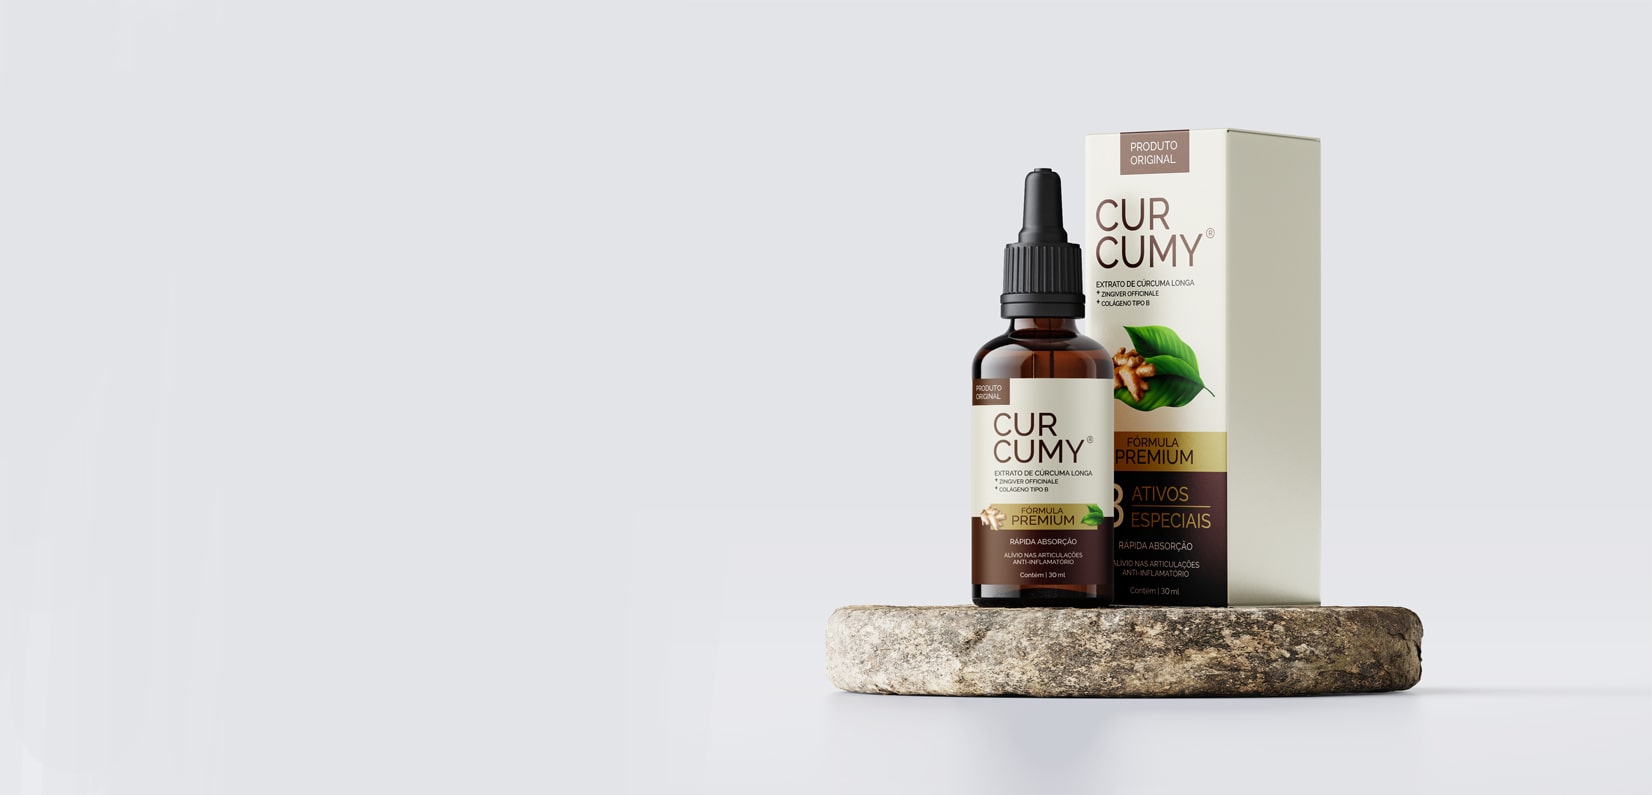 PRODUTO
ORIGINAL
CUR
CUMY®
EXTRATO DE CÚRCUMA LONGA
+ ZINGIVER OFFICINALE
+ COLÁGENO TIPO B
FÓRMULA
PREMIUM
RÁPIDA ABSORÇÃO
ALÍVIO NAS ARTICULAÇÕES
ANTI-INFLAMATÓRIO
Contém | 30 ml
PRODUTO
ORIGINAL
CUR
CUMY®
EXTRATO DE CÚRCUMA LONGA
+ ZINGIVER OFFICINALE
+ COLÁGENO TIPO B
FÓRMULA
PREMIUM
3 ATIVOS
ESPECIAIS
RÁPIDA ABSORÇÃO
ALÍVIO NAS ARTICULAÇÕES
ANTI-INFLAMATÓRIO
Contém | 30 ml